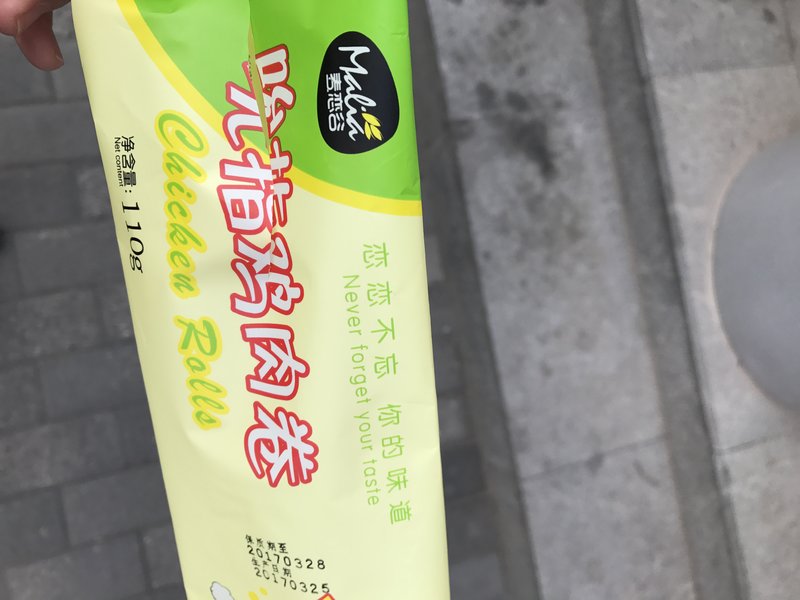 Malia
麦恋谷
吮指鸡肉卷
Chicken Rolls
恋恋不忘 你的味道
Never forget your taste
净含量: 110g
Net content
保质期至
20170328
生产日期
20170325